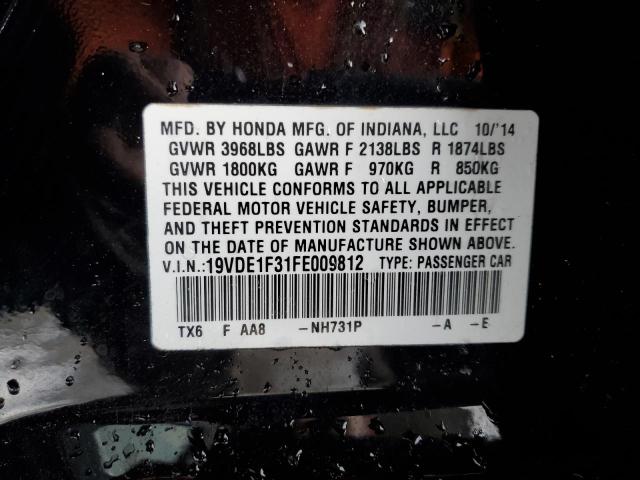 MFD. BY HONDA MFG. OF INDIANA, LLC 10/'14
GVWR 3968LBS GAWR F 2138LBS R 1874LBS
GVWR 1800KG GAWR F 970KG R 850KG
THIS VEHICLE CONFORMS TO ALL APPLICABLE
FEDERAL MOTOR VEHICLE SAFETY, BUMPER,
AND THEFT PREVENTION STANDARDS IN EFFECT
ON THE DATE OF MANUFACTURE SHOWN ABOVE.
V.I.N.:19VDE1F31FE009812 TYPE: PASSENGER CAR
TX6 F AA8 -NH731P -A -E